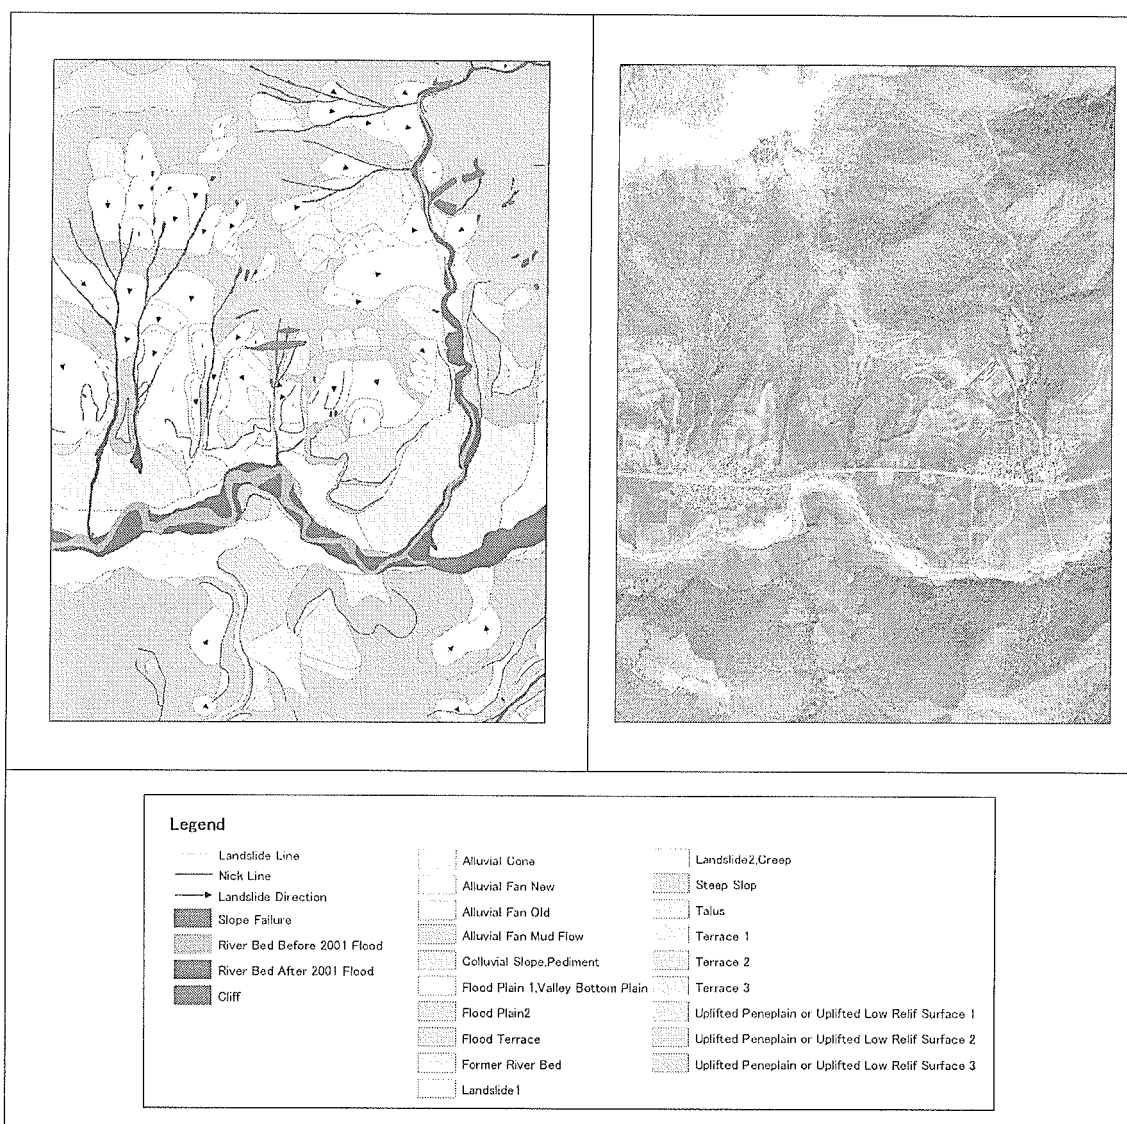 Legend
Landslide Line
Nick Line
Landslide Direction
Slope Failure
River Bed Before 2001 Flood
River Bed After 2001 Flood
Cliff
Alluvial Cone
Alluvial Fan New
Alluvial Fan Old
Alluvial Fan Mud Flow
Colluvial Slope,Pediment
Flood Plain 1,Valley Bottom Plain
Flood Plain2
Flood Terrace
Former River Bed
Landslide1
Landslide2,Creep
Steep Slop
Talus
Terrace 1
Terrace 2
Terrace 3
Uplifted Peneplain or Uplifted Low Relif Surface 1
Uplifted Peneplain or Uplifted Low Relif Surface 2
Uplifted Peneplain or Uplifted Low Relif Surface 3